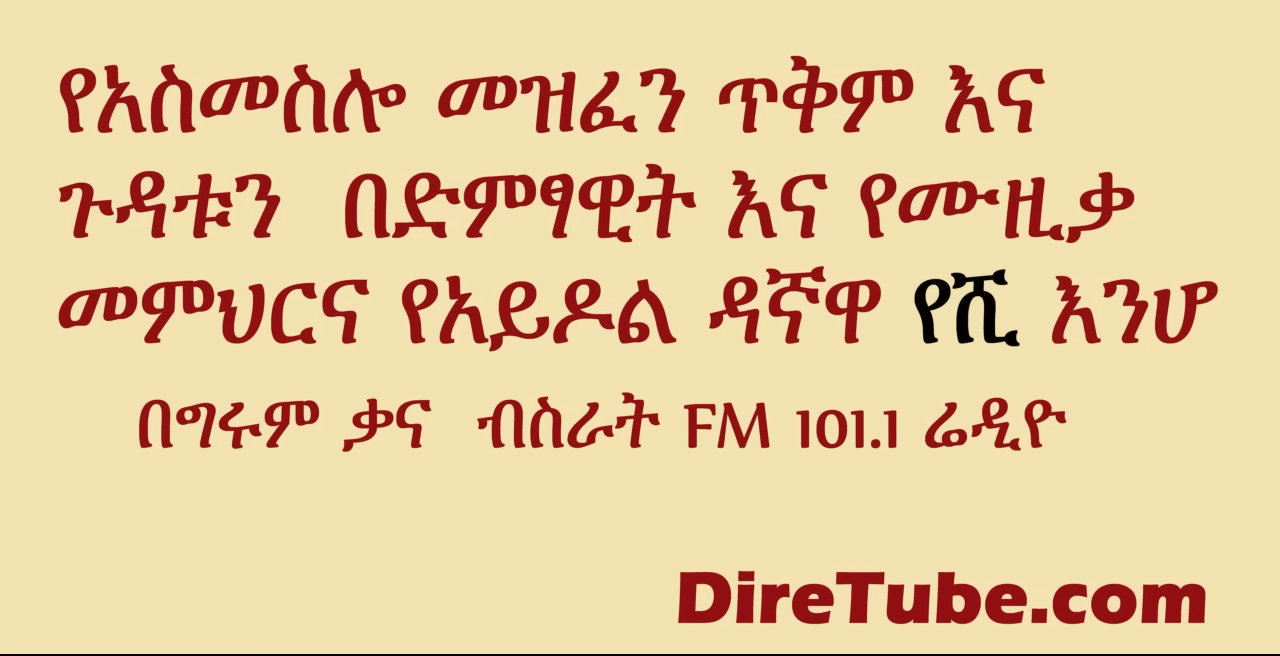 የአስመስሎ መዝፈን ጥቅም እና
ጉዳቱን በድምፃዊት እና የሙዚቃ
መምህርና የአይዶል ዳኛዋ የሺ እንሆ
በግሩም ቃና ብስራት FM 101.1 ሬዲዮ
DireTube.com